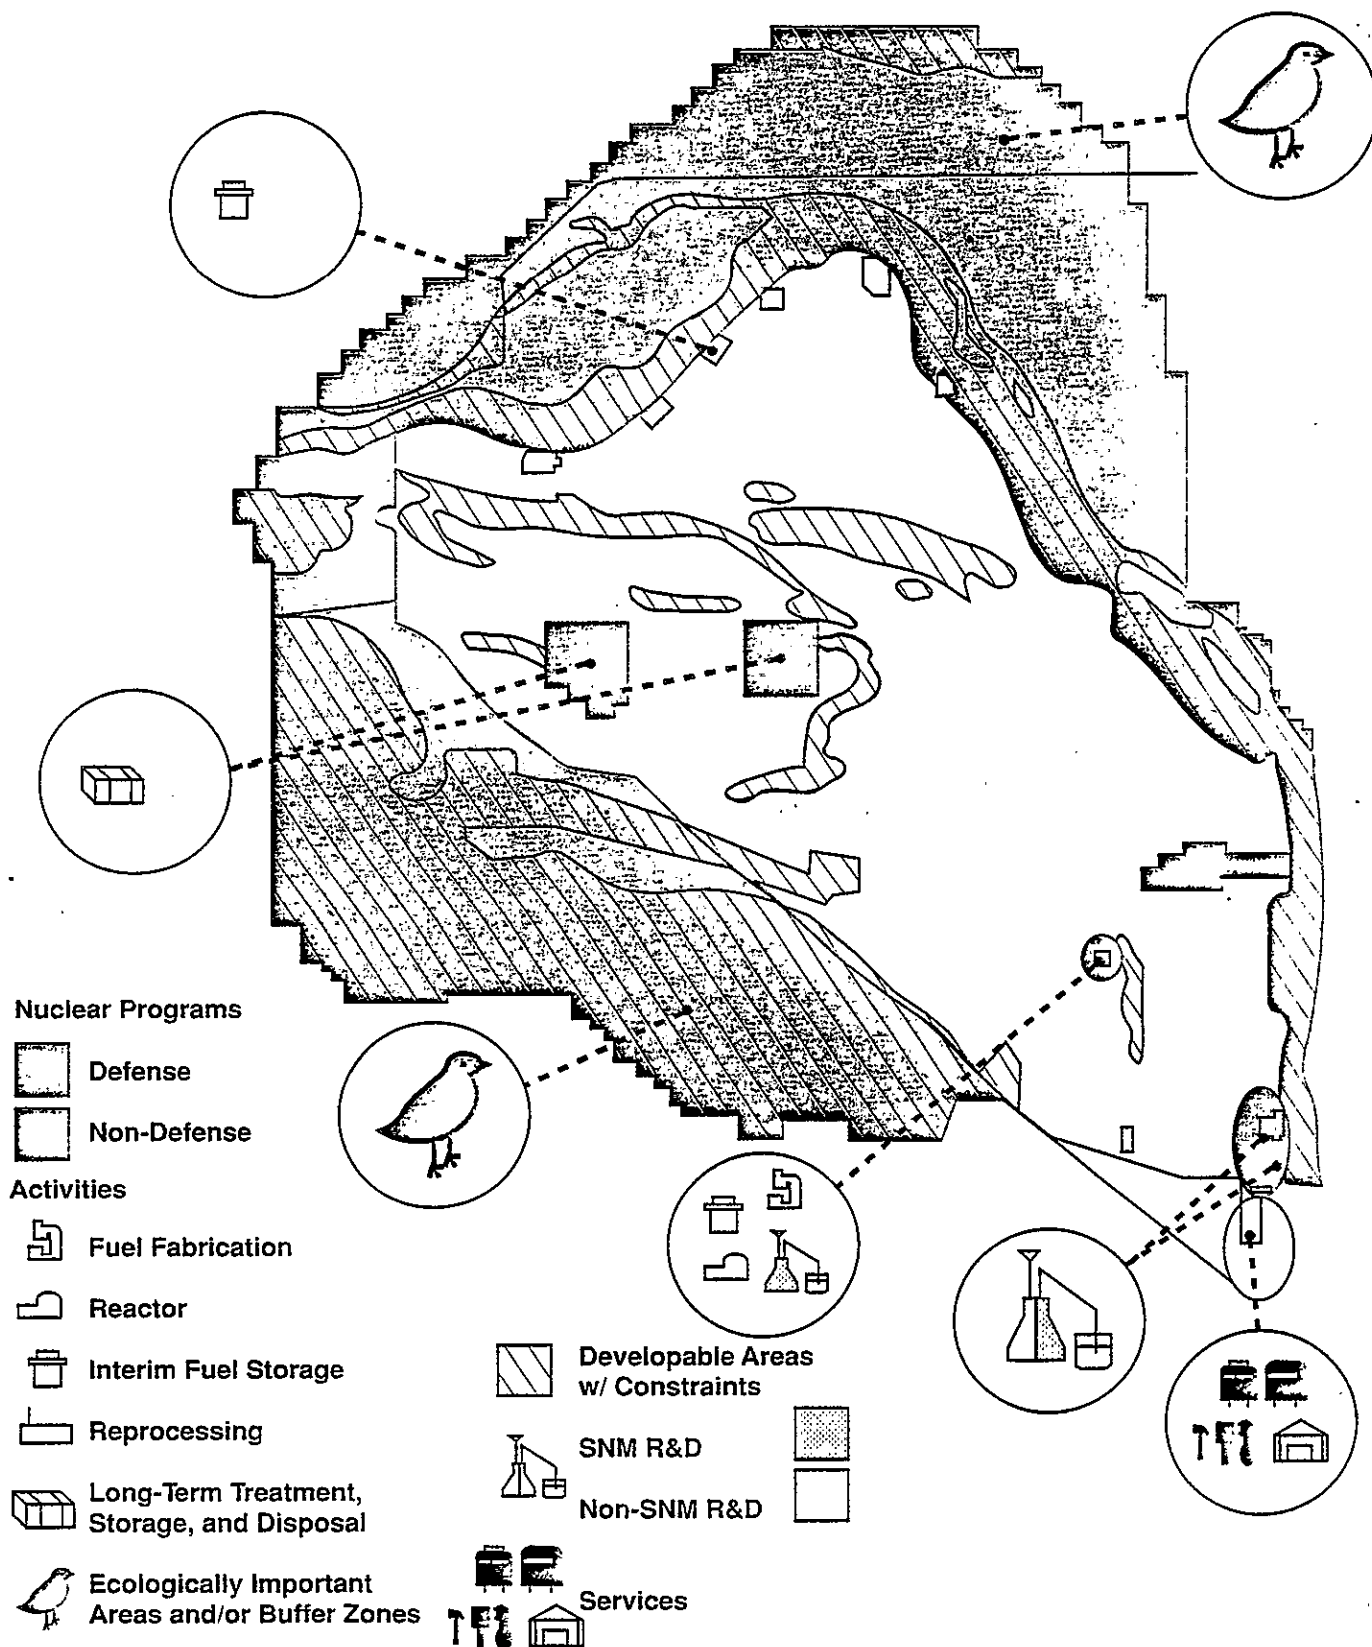 Nuclear Programs
Defense
Non-Defense
Activities
Fuel Fabrication
Reactor
Interim Fuel Storage
Reprocessing
Long-Term Treatment,
Storage, and Disposal
Ecologically Important
Areas and/or Buffer Zones
Developable Areas
w/ Constraints
SNM R&D
Non-SNM R&D
Services